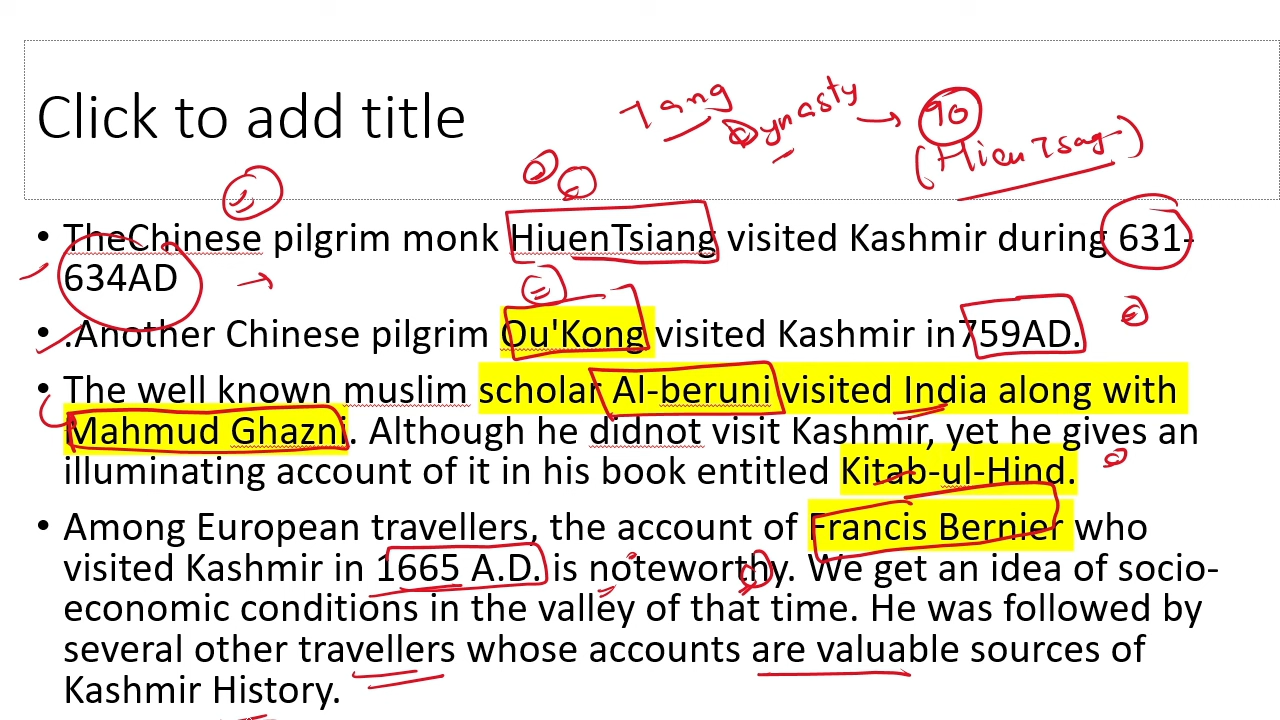 Click to add title
Tang Dynasty → 90
(HieuTsag)
• TheChinese pilgrim monk HiuenTsiang visited Kashmir during 631-
634AD
• .Another Chinese pilgrim Ou'Kong visited Kashmir in759AD.
• The well known muslim scholar Al-beruni visited India along with
Mahmud Ghazni. Although he didnot visit Kashmir, yet he gives an
illuminating account of it in his book entitled Kitab-ul-Hind.
• Among European travellers, the account of Francis Bernier who
visited Kashmir in 1665 A.D. is noteworthy. We get an idea of socio-
economic conditions in the valley of that time. He was followed by
several other travellers whose accounts are valuable sources of
Kashmir History.